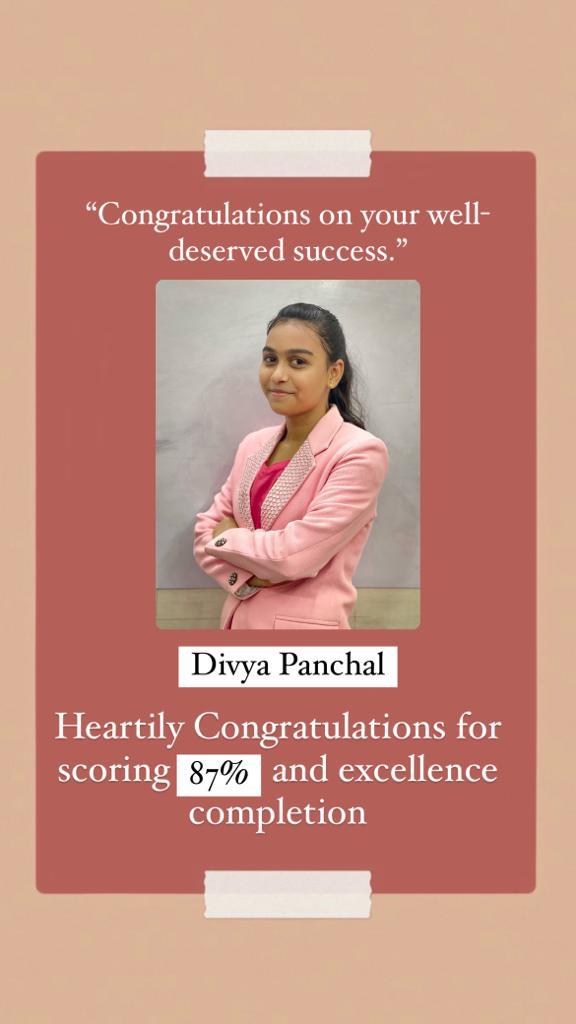 “Congratulations on your well-
deserved success.”
Divya Panchal
Heartily Congratulations for
scoring 87% and excellence
completion